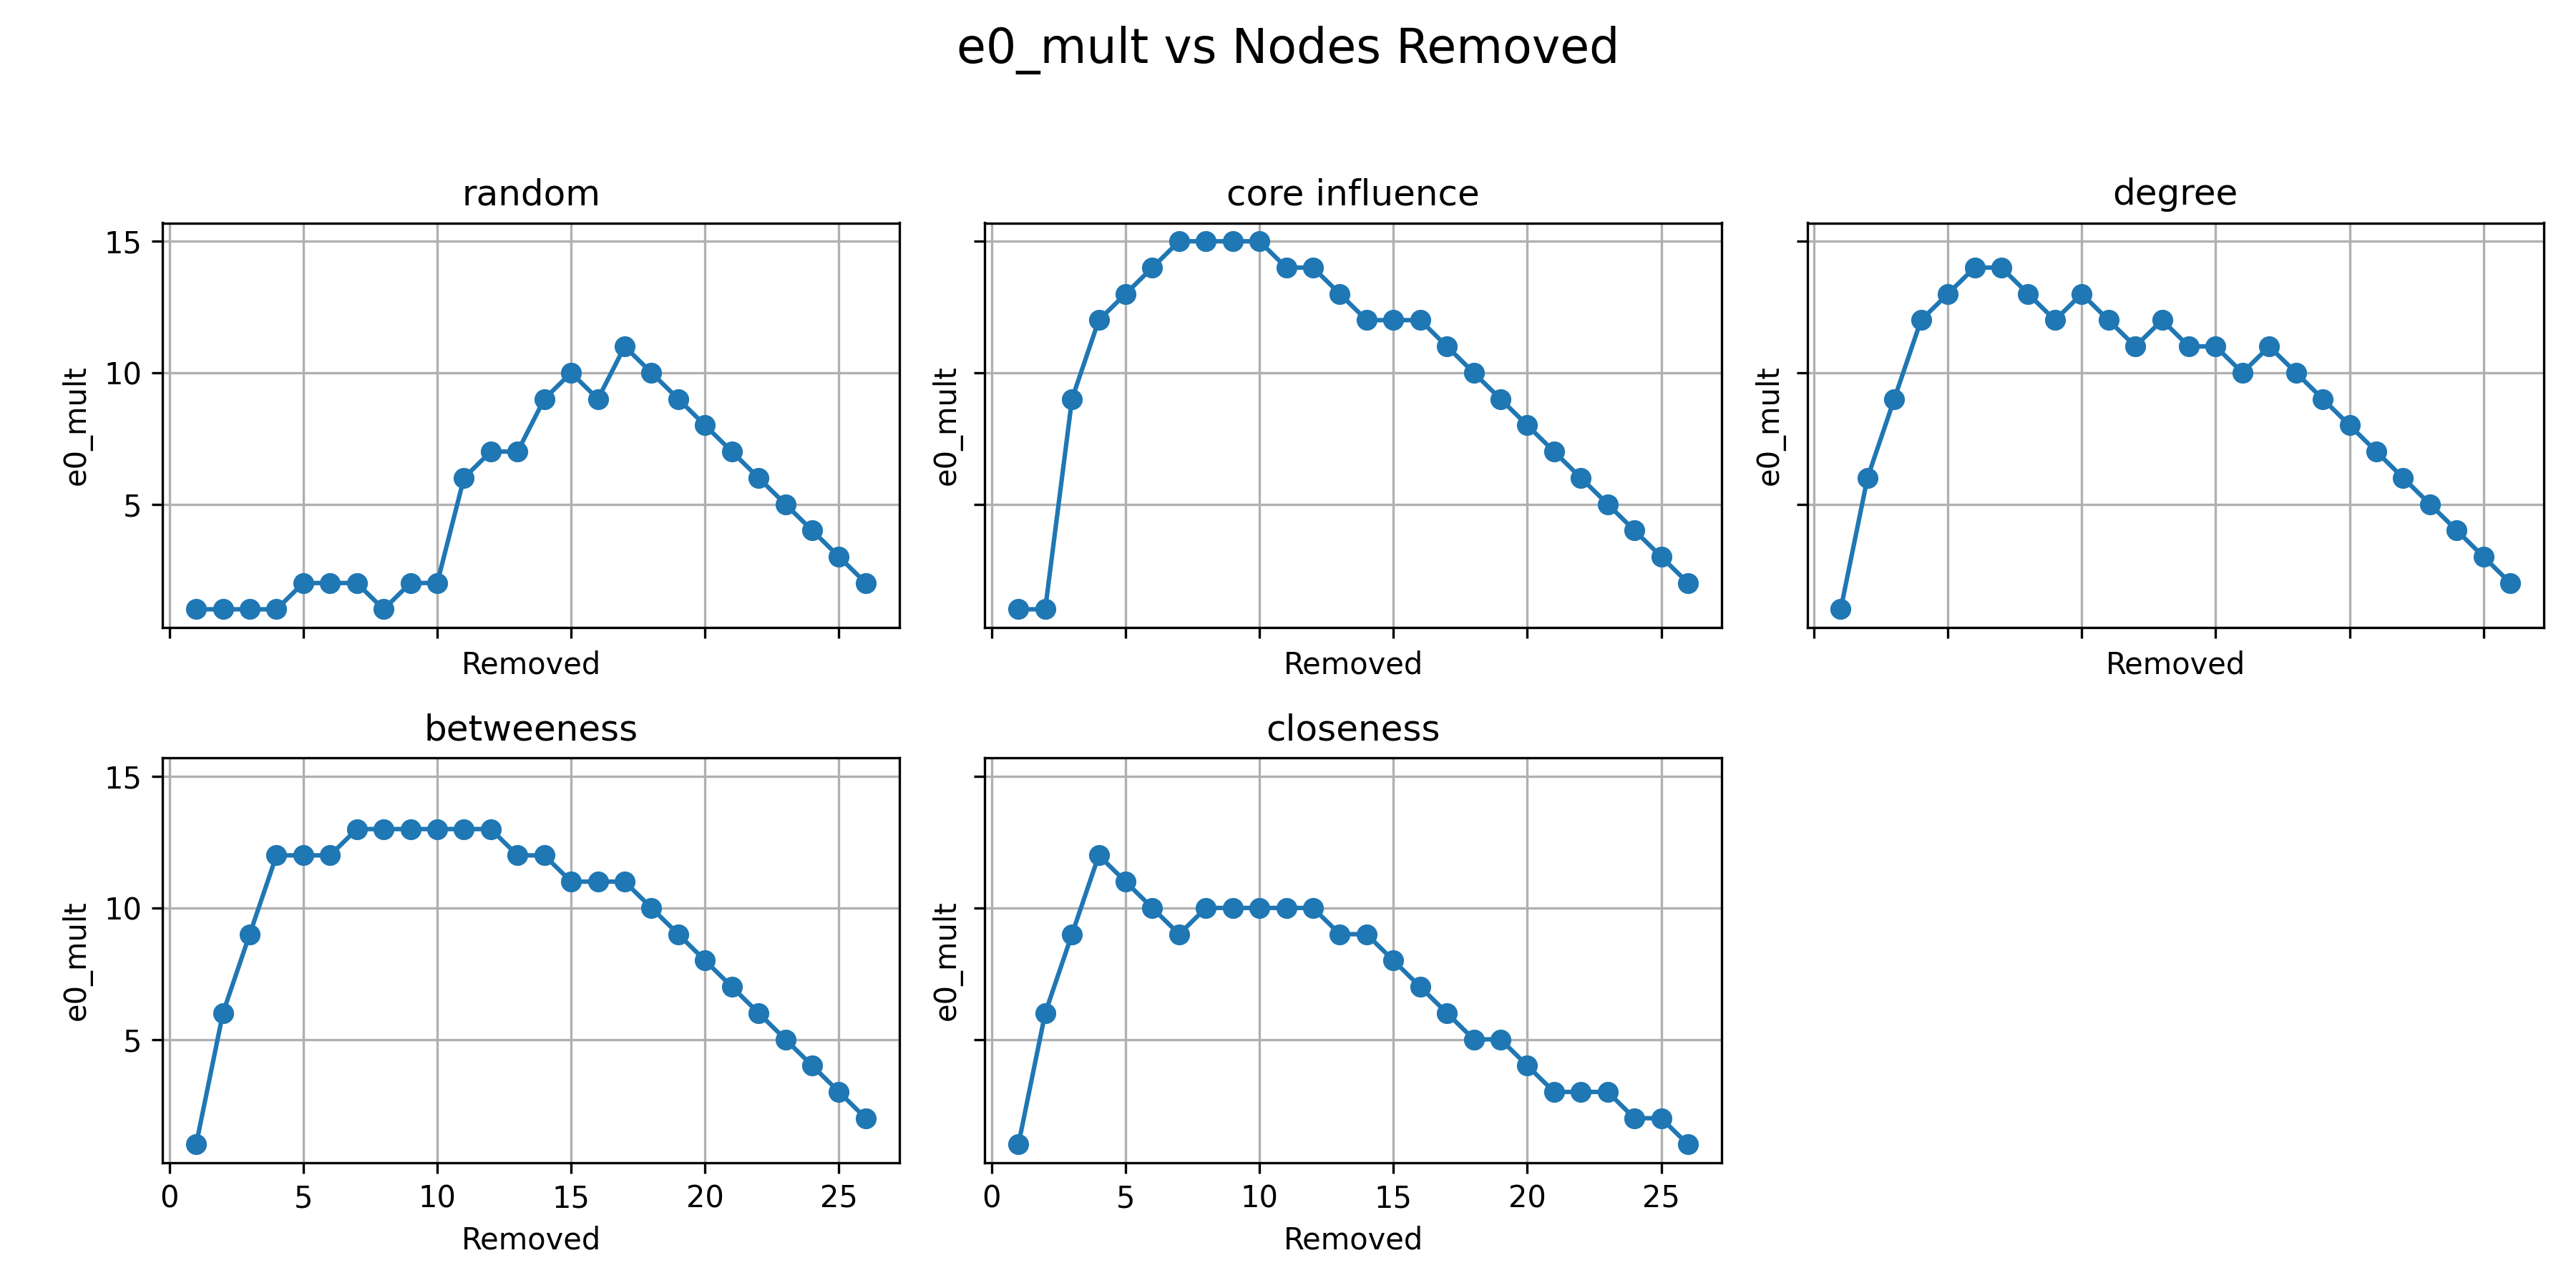 e0_mult vs Nodes Removed
random
core influence
degree
15
10
5
e0_mult
e0_mult
e0_mult
Removed
Removed
Removed
betweeness
closeness
15
10
5
e0_mult
e0_mult
0 5 10 15 20 25
0 5 10 15 20 25
Removed
Removed